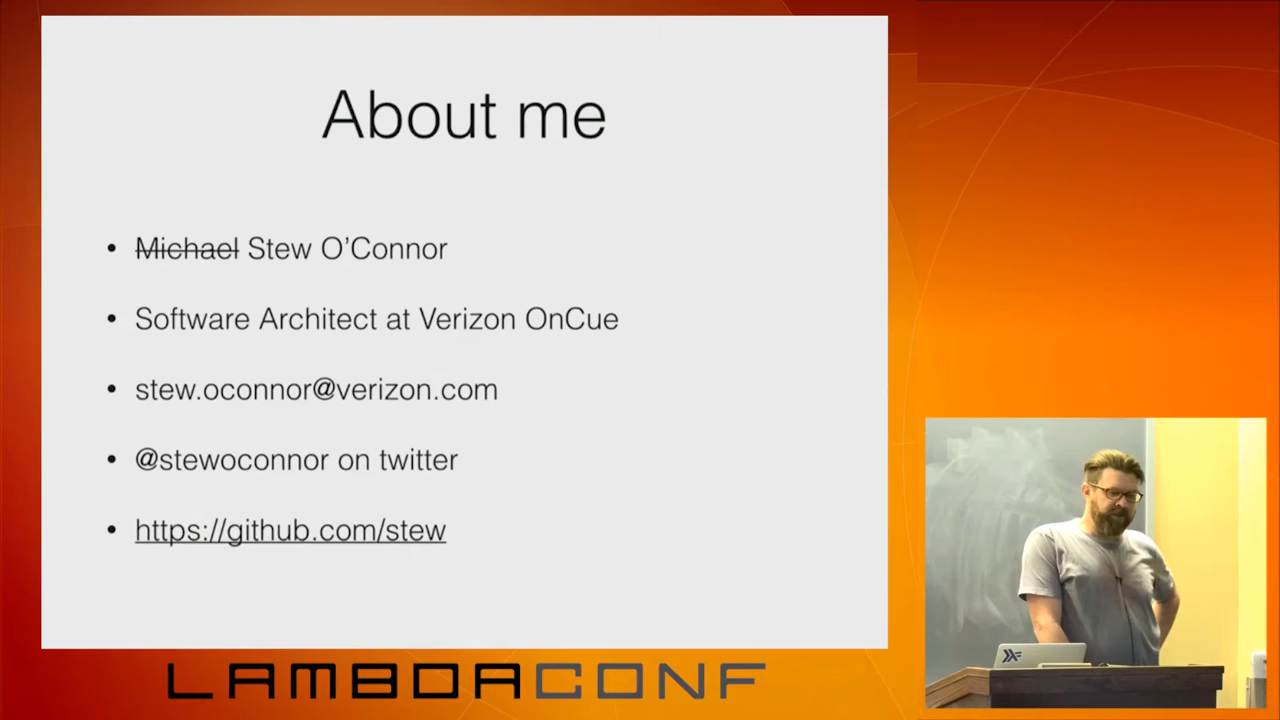 About me
• Michael Stew O’Connor
• Software Architect at Verizon OnCue
• stew.oconnor@verizon.com
• @stewoconnor on twitter
• https://github.com/stew
LAMBDACONF